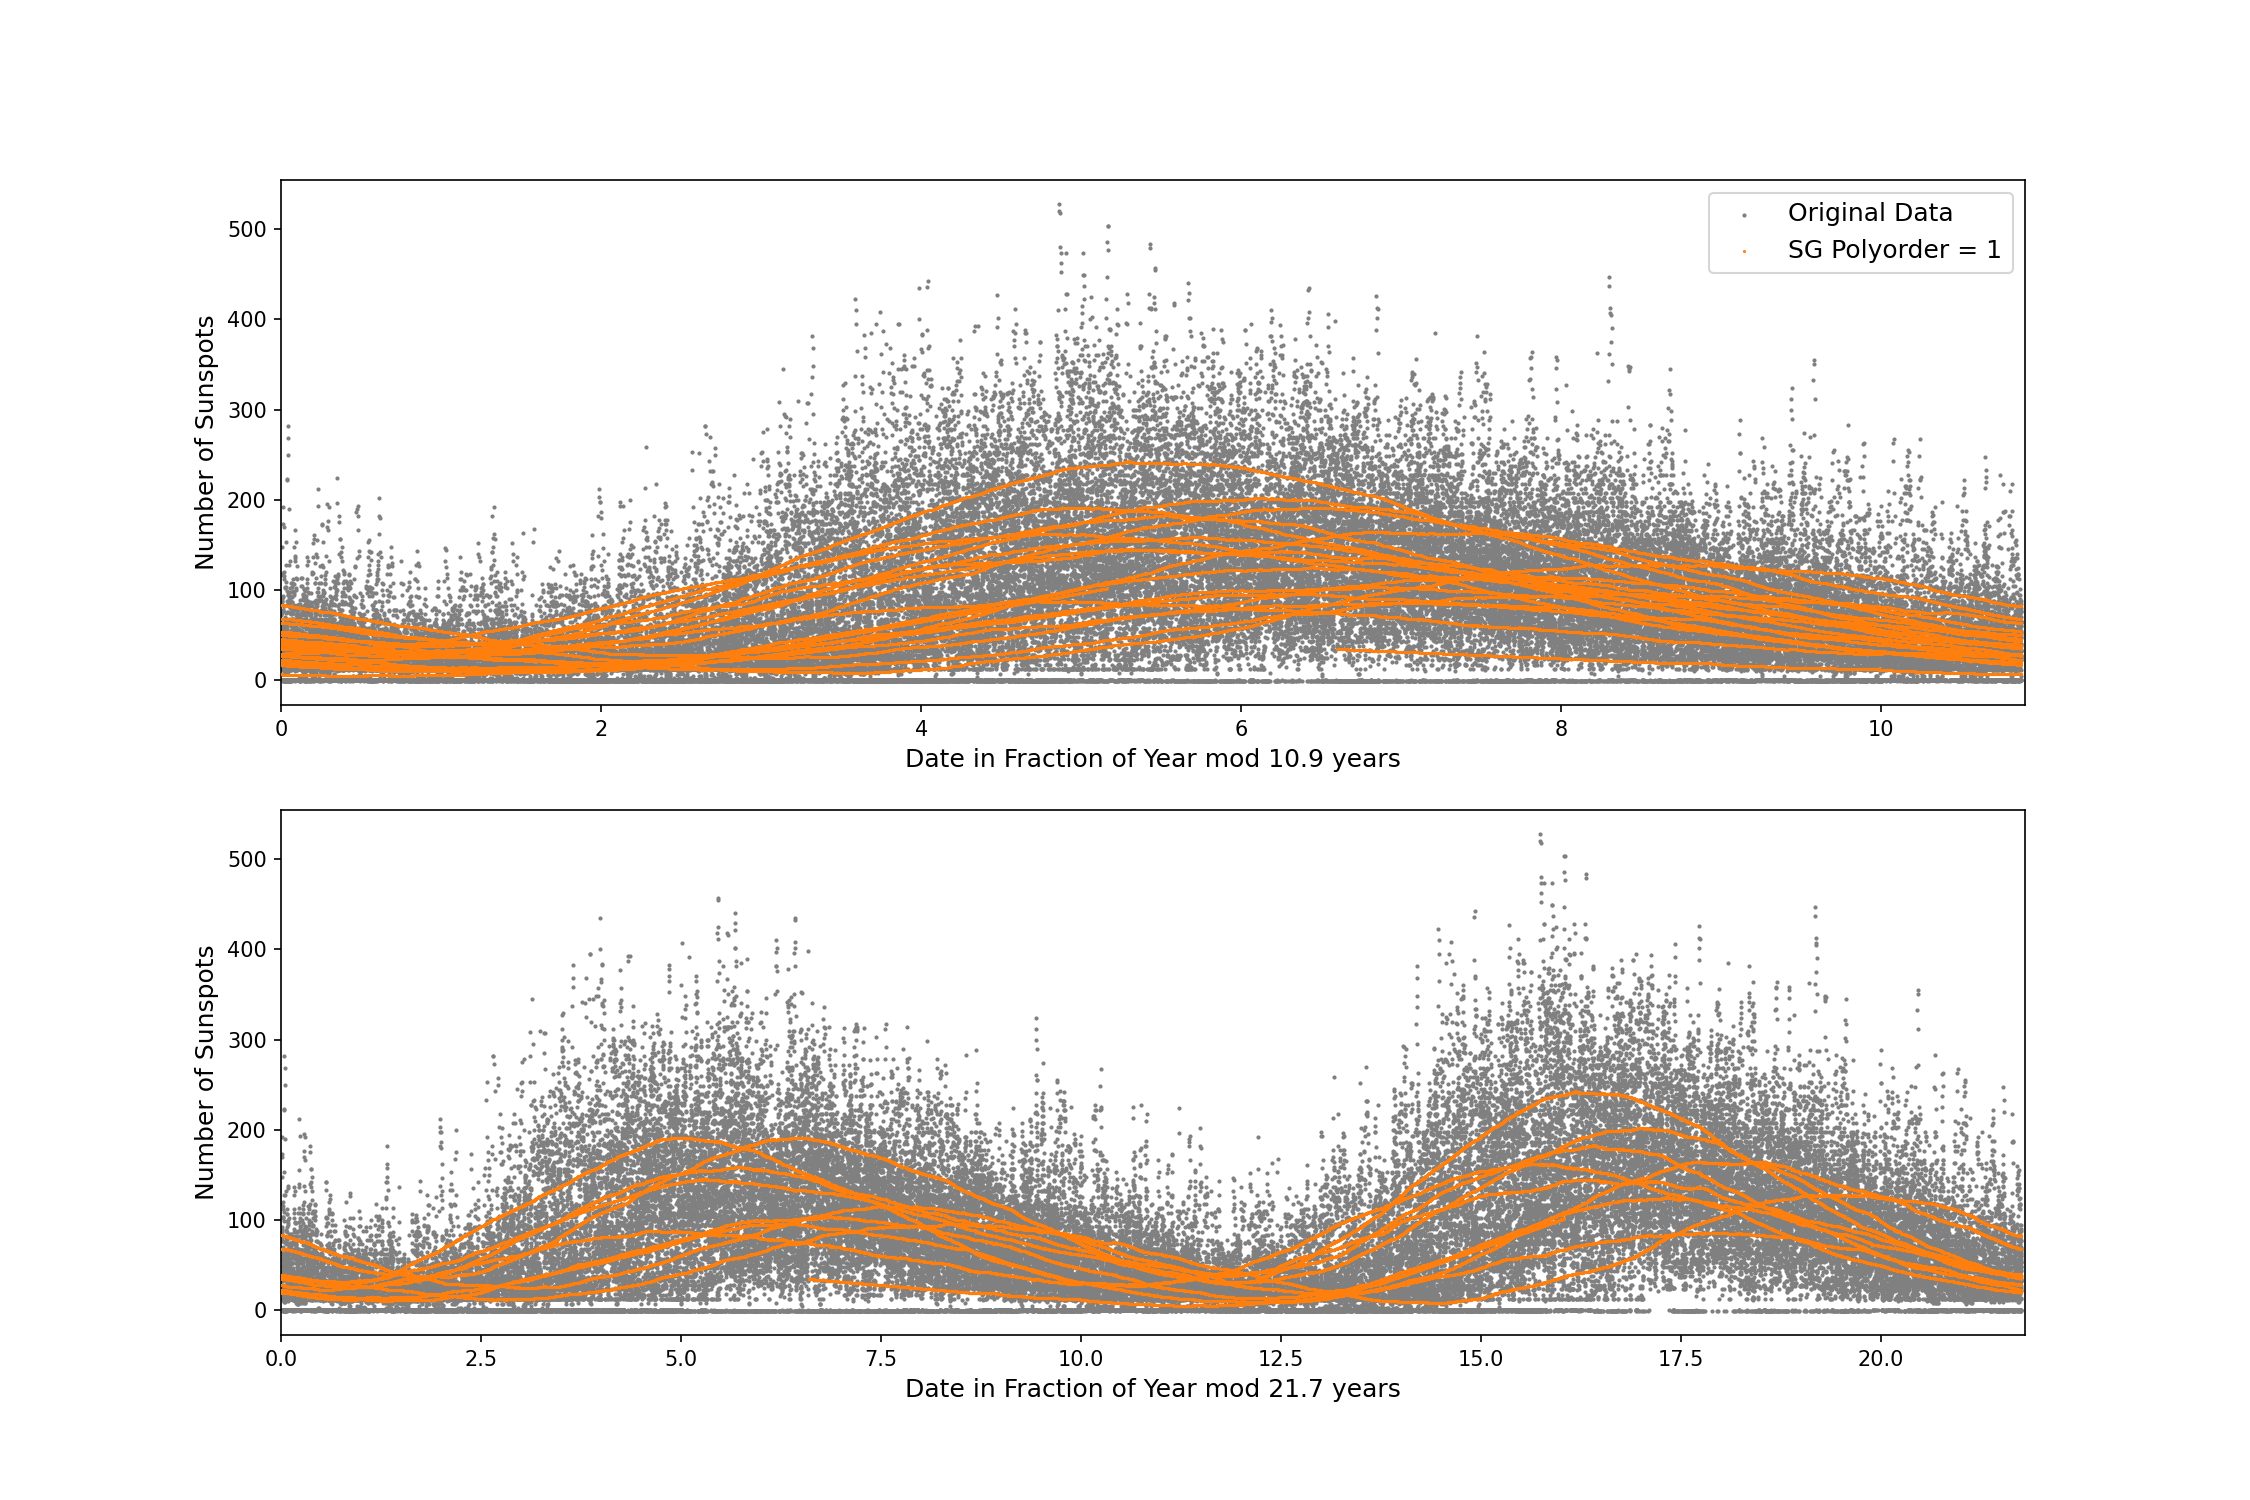 Number of Sunspots
500
400
300
200
100
0
Original Data
SG Polyorder = 1
0 2 4 6 8 10
Date in Fraction of Year mod 10.9 years
Number of Sunspots
500
400
300
200
100
0
0.0 2.5 5.0 7.5 10.0 12.5 15.0 17.5 20.0
Date in Fraction of Year mod 21.7 years